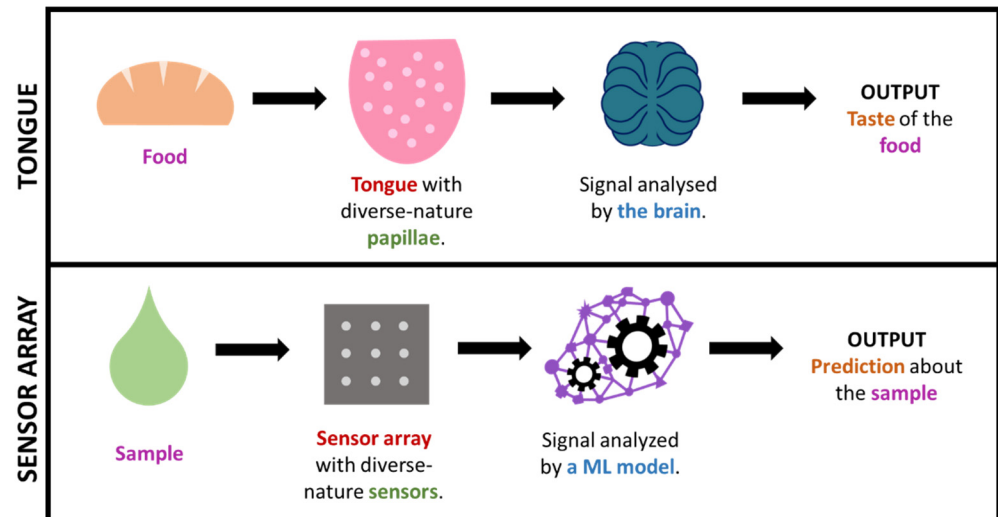 TONGUE
Food
Tongue with
diverse-nature
papillae.
Signal analysed
by the brain.
OUTPUT
Taste of the
food
SENSOR ARRAY
Sample
Sensor array
with diverse-
nature sensors.
Signal analyzed
by a ML model.
OUTPUT
Prediction about
the sample